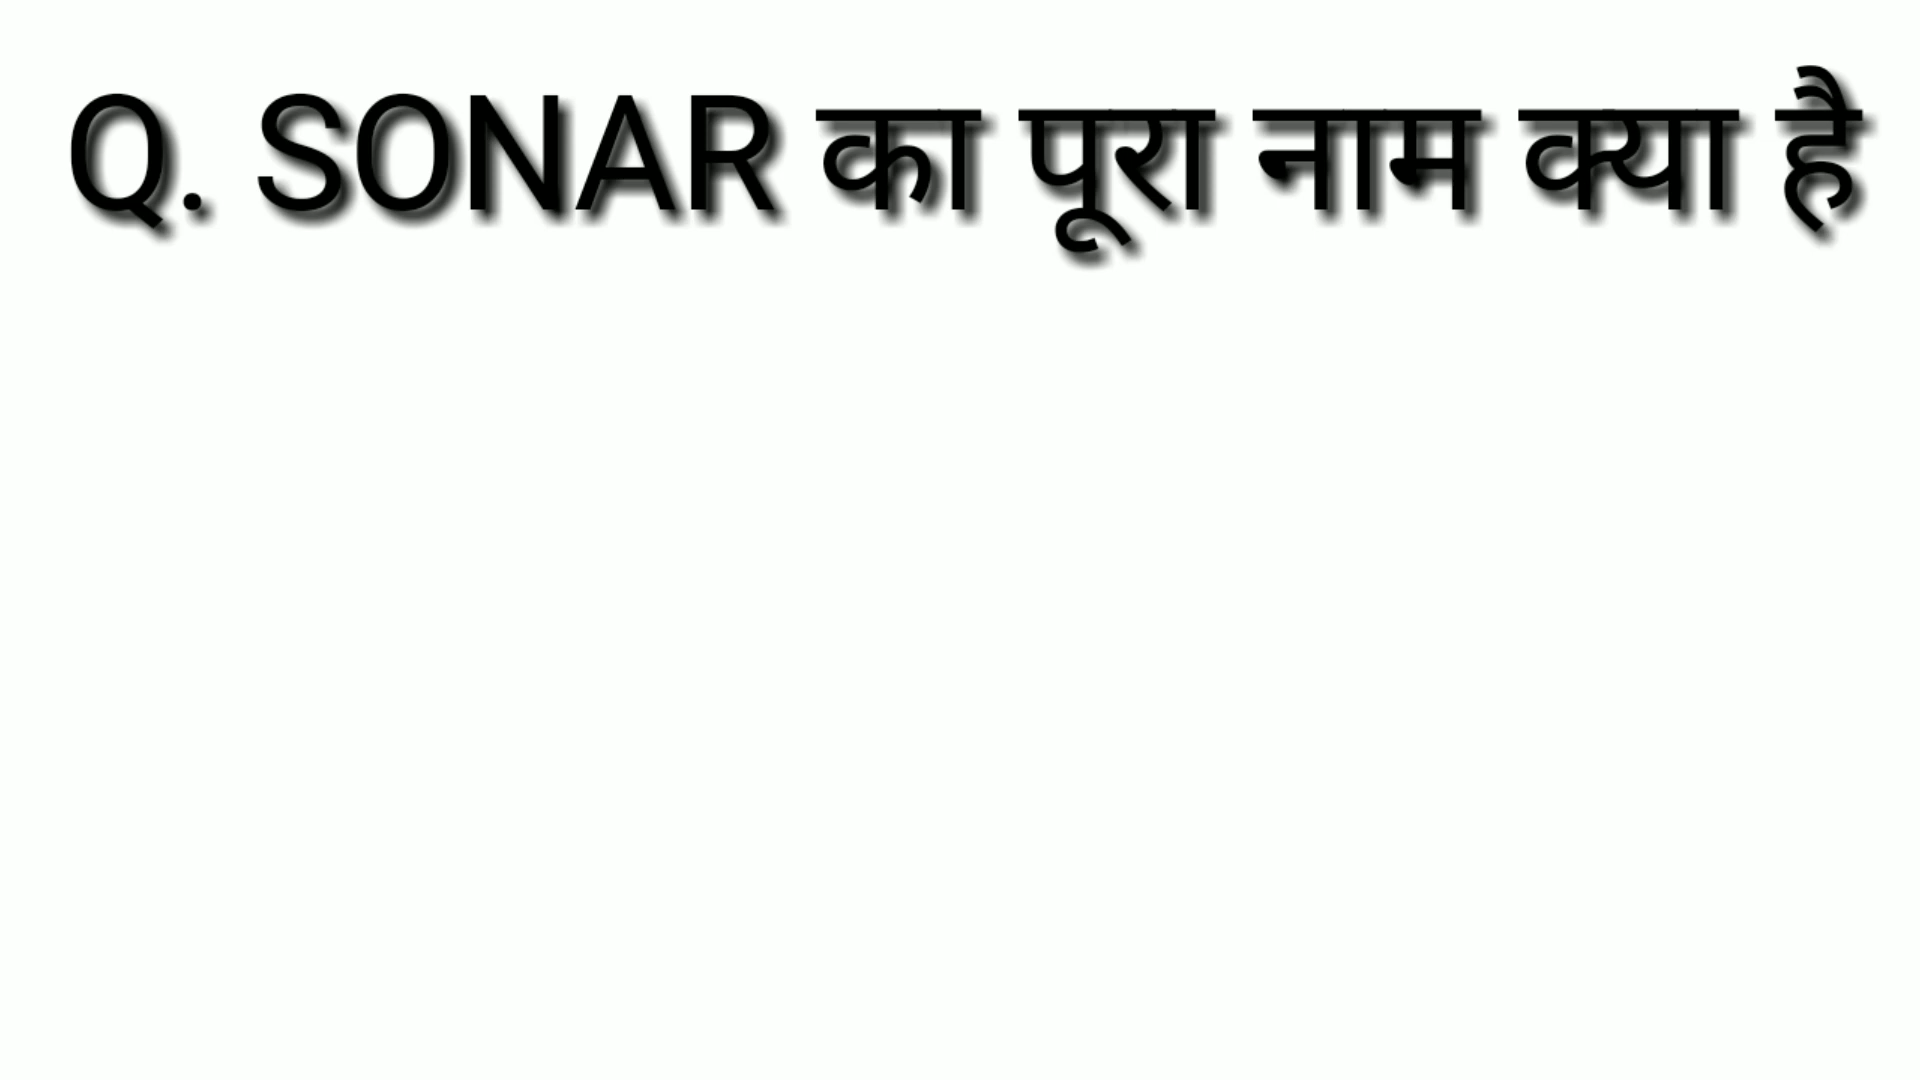 Q. SONAR का पूरा नाम क्या है